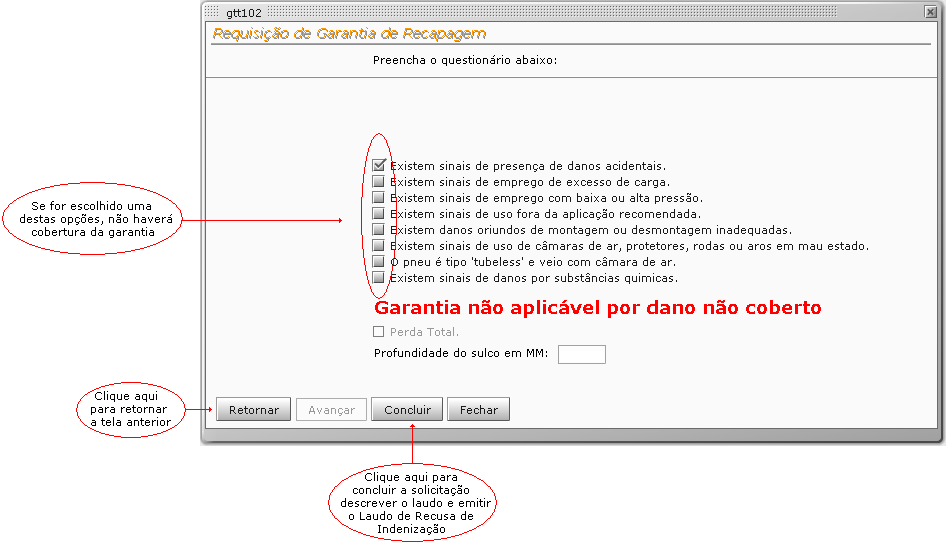 gtt102
Requisição de Garantia de Recapagem
Preencha o questionário abaixo:
Existem sinais de presença de danos acidentais.
Existem sinais de emprego de excesso de carga.
Existem sinais de emprego com baixa ou alta pressão.
Existem sinais de uso fora da aplicação recomendada.
Existem danos oriundos de montagem ou desmontagem inadequadas.
Existem sinais de uso de câmaras de ar, protetores, rodas ou aros em mau estado.
O pneu é tipo 'tubeless' e veio com câmara de ar.
Existem sinais de danos por substâncias quimicas.
Se for escolhido uma
destas opções, não haverá
cobertura da garantia
Garantia não aplicável por dano não coberto
Perda Total.
Profundidade do sulco em MM:
Clique aqui
para retornar
a tela anterior
Retornar Avançar Concluir Fechar
Clique aqui para
concluir a solicitação
descrever o laudo e emitir
o Laudo de Recusa de
Indenização